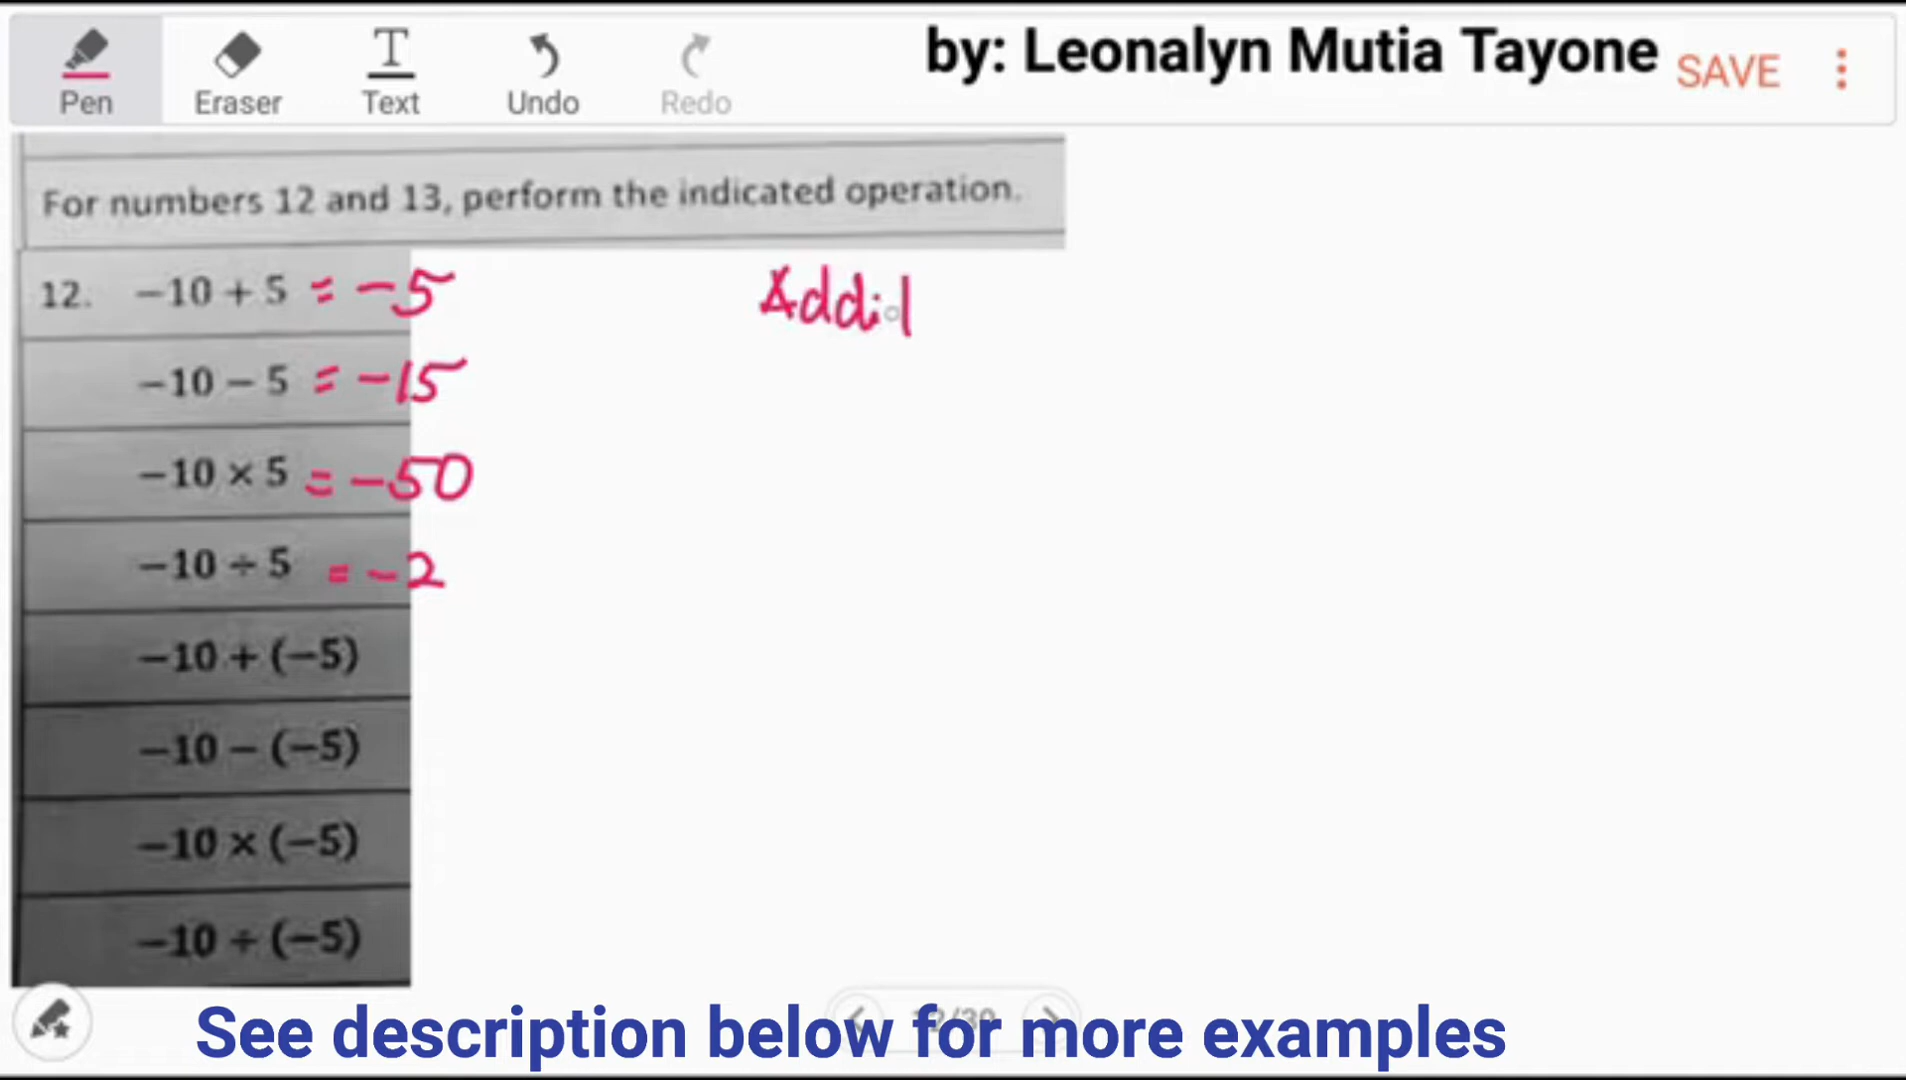 by: Leonalyn Mutia Tayone
Pen Eraser Text Undo Redo SAVE
For numbers 12 and 13, perform the indicated operation.
12. −10 + 5 = −5
Addi
−10 − 5 = −15
−10 × 5 = −50
−10 ÷ 5 = −2
−10 + (−5)
−10 − (−5)
−10 × (−5)
−10 ÷ (−5)
See description below for more examples